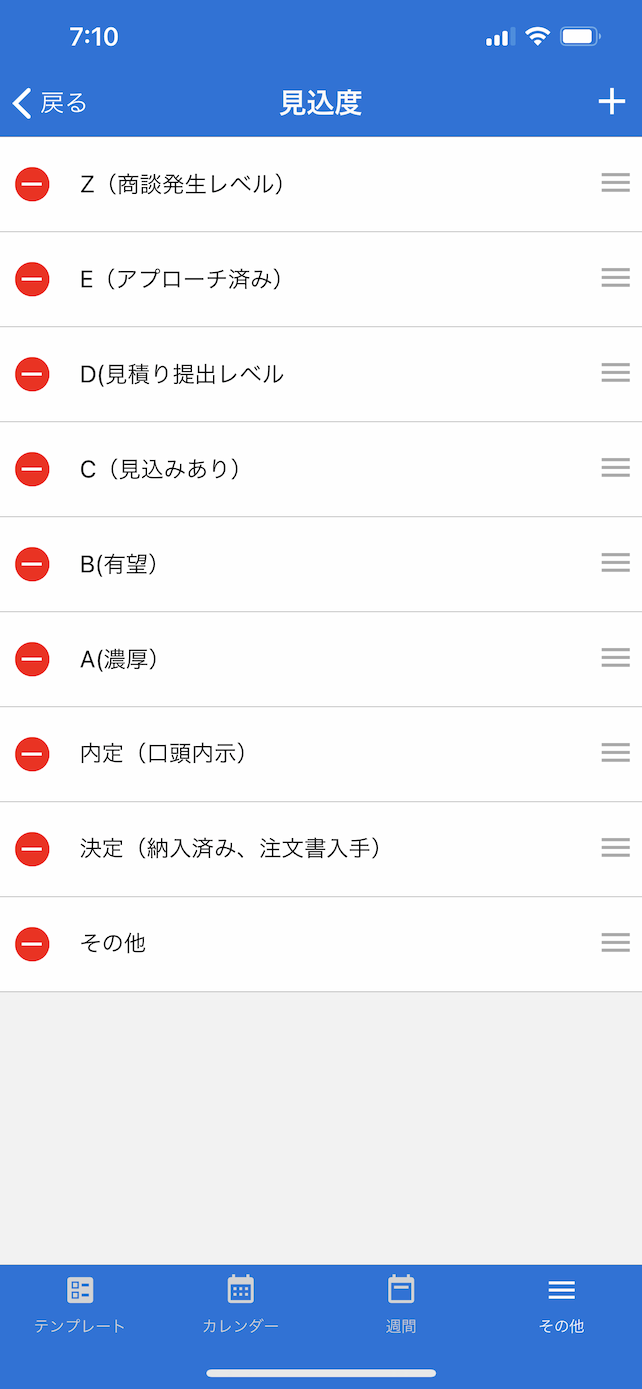 7:10
戻る
見込度
Z（商談発生レベル）
E（アプローチ済み）
D(見積り提出レベル
C（見込みあり）
B(有望）
A(濃厚）
内定（口頭内示）
決定（納入済み、注文書入手）
その他
テンプレート
カレンダー
週間
その他